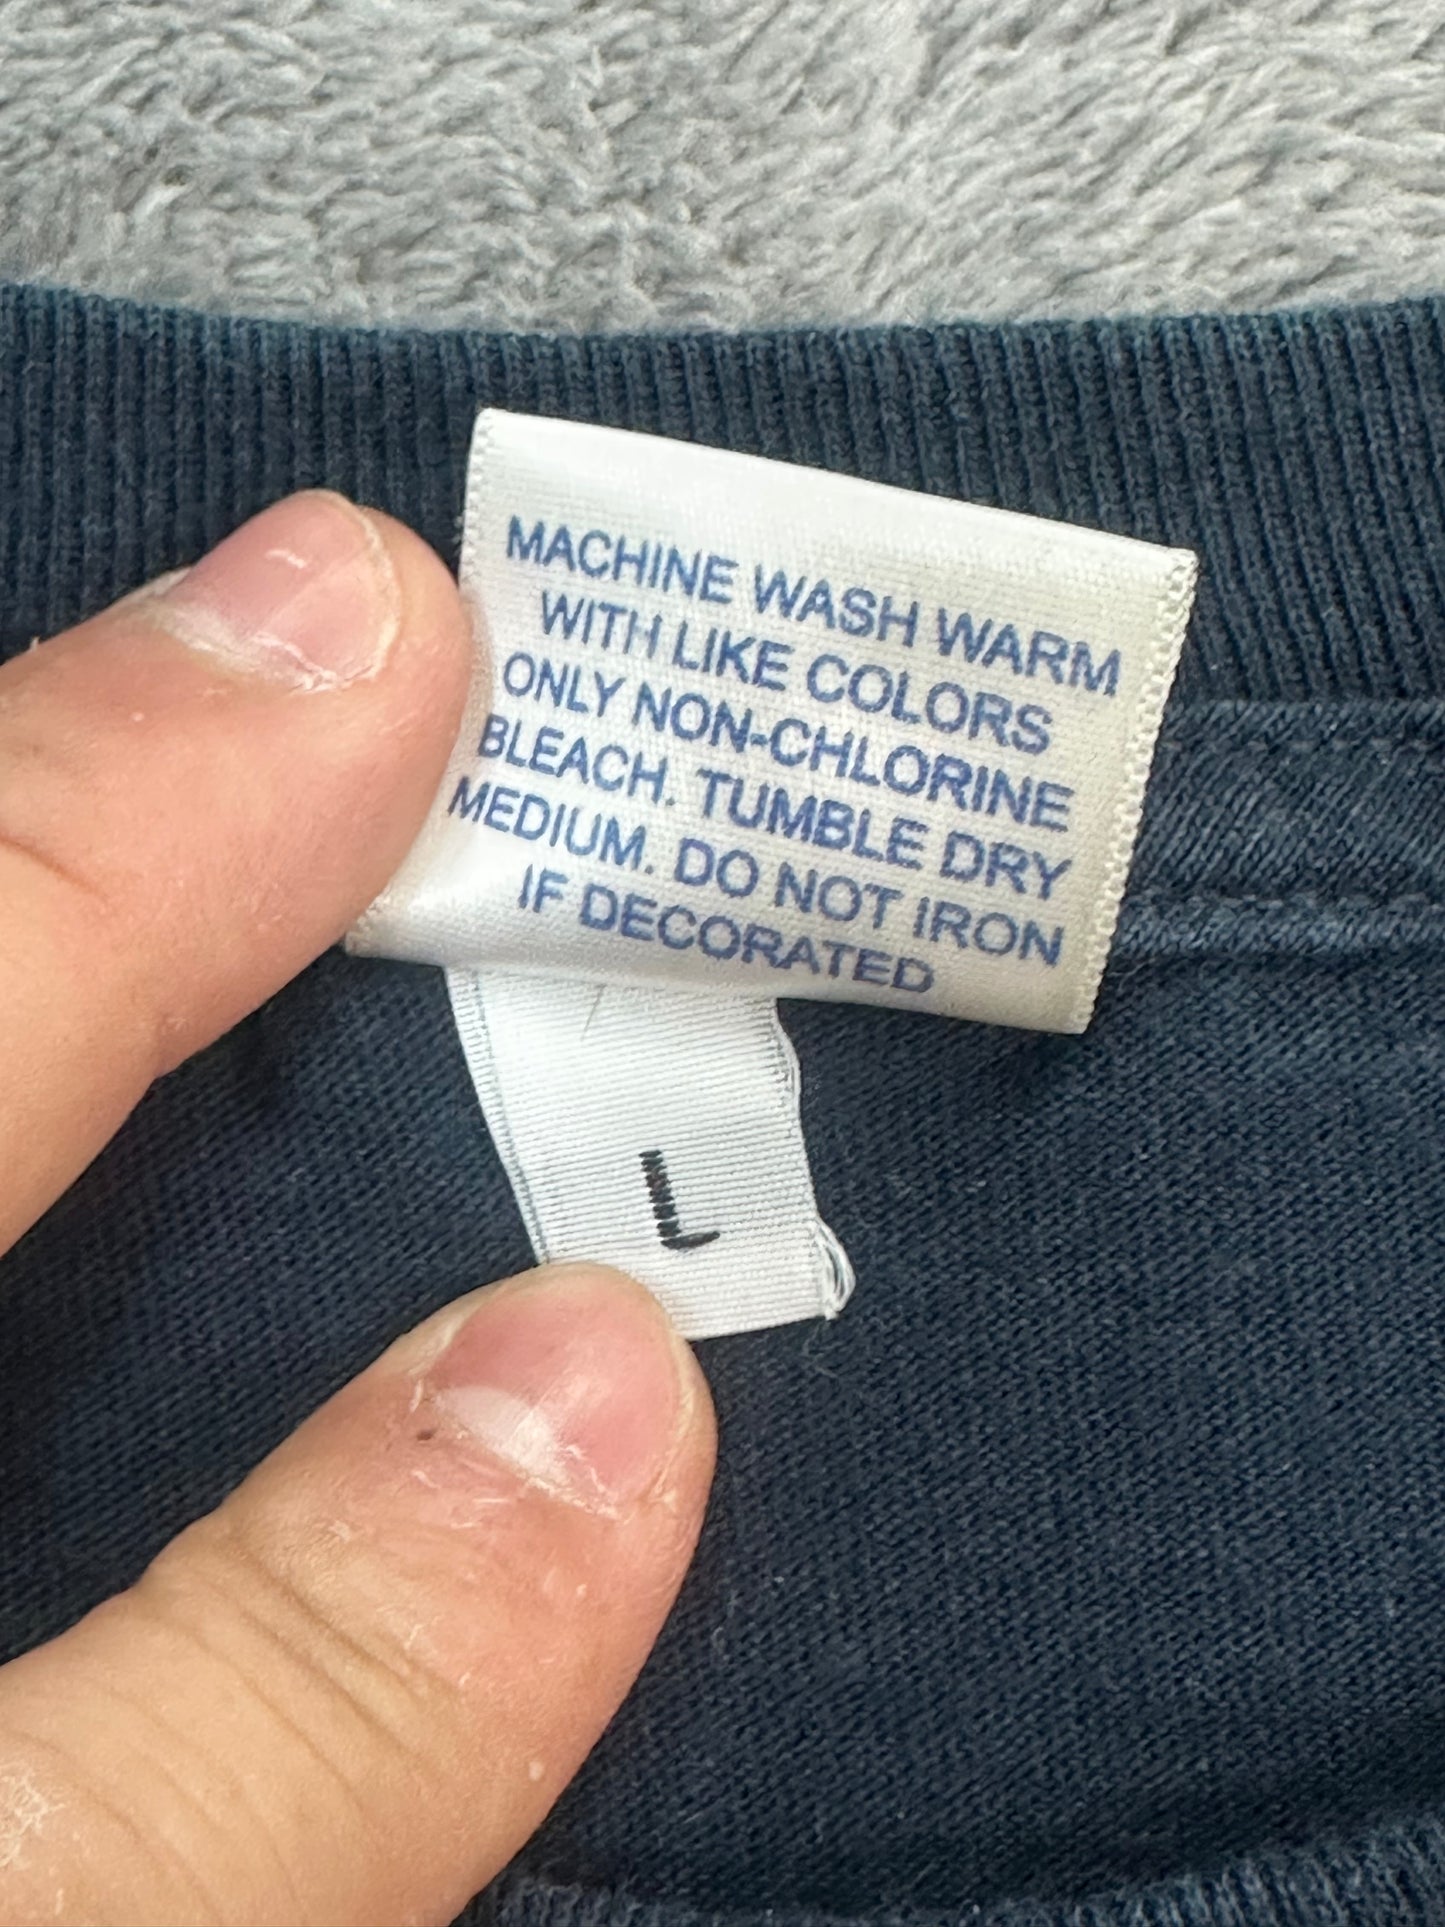 MACHINE WASH WARM
WITH LIKE COLORS
ONLY NON-CHLORINE
BLEACH. TUMBLE DRY
MEDIUM. DO NOT IRON
IF DECORATED
L